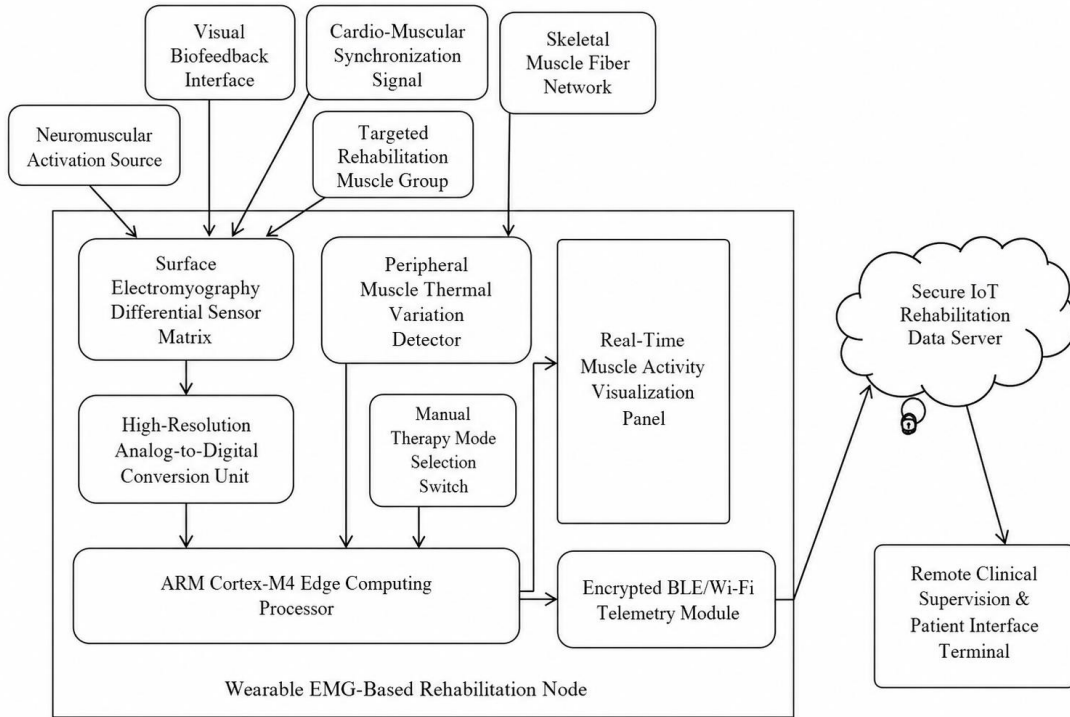 Visual
Biofeedback
Interface
Cardio-Muscular
Synchronization
Signal
Skeletal
Muscle Fiber
Network
Neuromuscular
Activation Source
Targeted
Rehabilitation
Muscle Group
Surface
Electromyography
Differential Sensor
Matrix
Peripheral
Muscle Thermal
Variation
Detector
Real-Time
Muscle Activity
Visualization
Panel
Secure IoT
Rehabilitation
Data Server
High-Resolution
Analog-to-Digital
Conversion Unit
Manual
Therapy Mode
Selection
Switch
ARM Cortex-M4 Edge Computing
Processor
Encrypted BLE/Wi-Fi
Telemetry Module
Remote Clinical
Supervision &
Patient Interface
Terminal
Wearable EMG-Based Rehabilitation Node